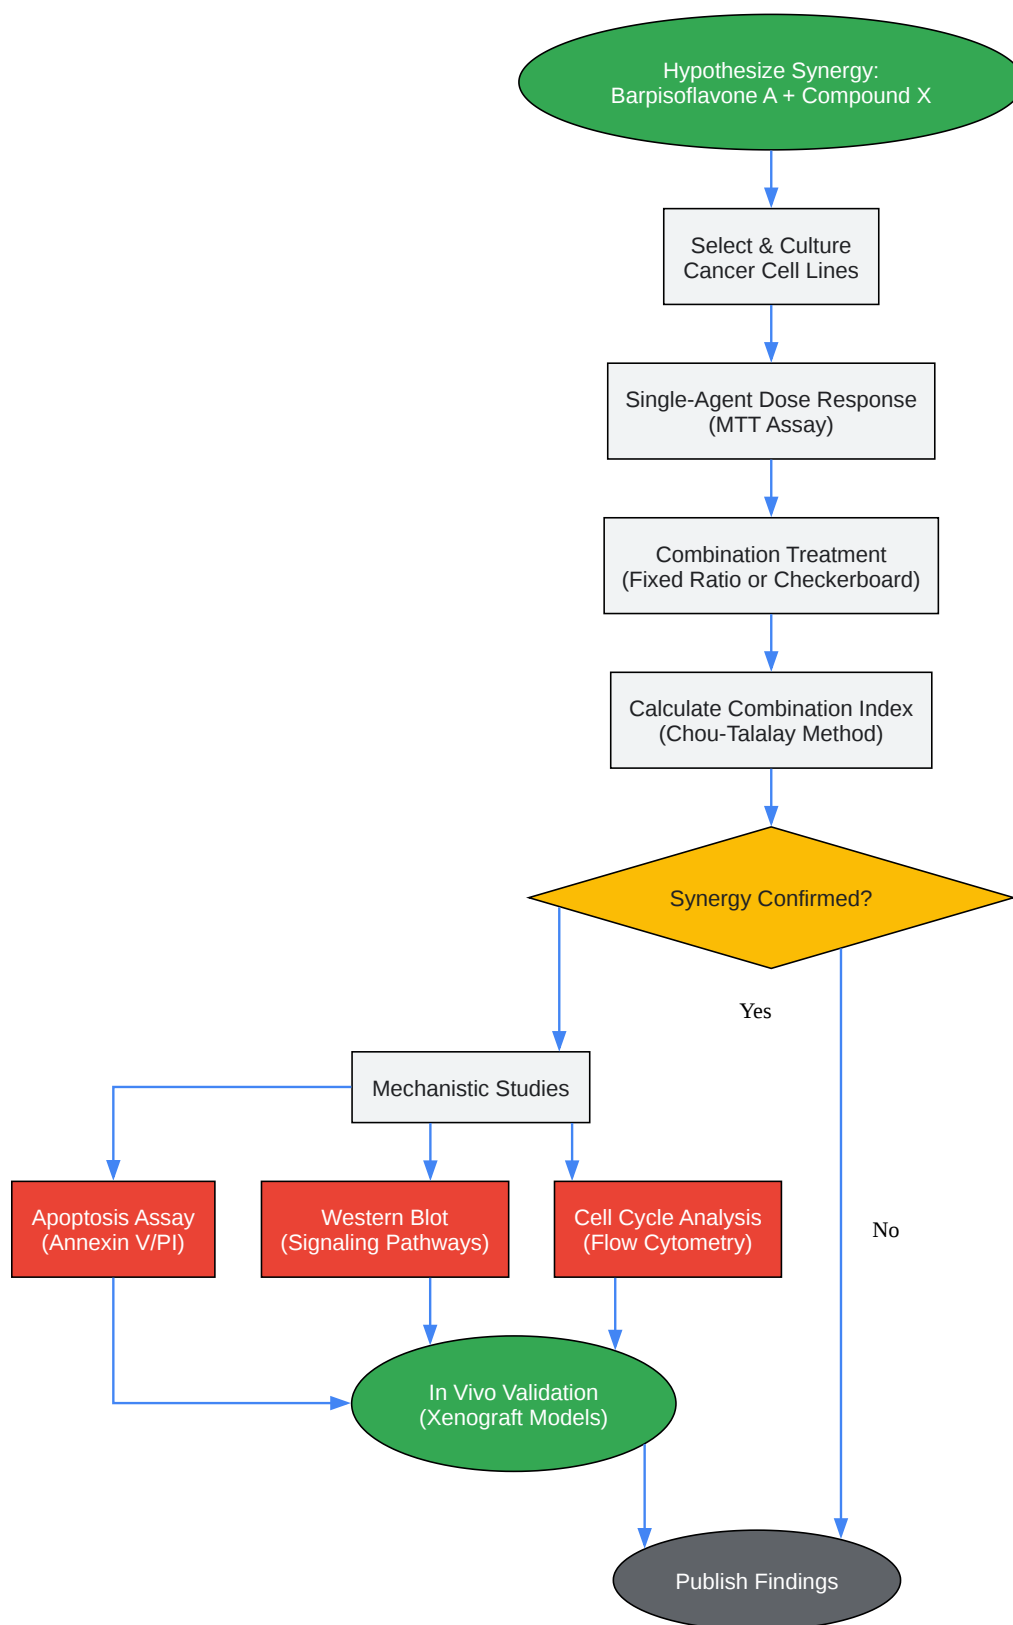 Hypothesize Synergy:
Barpisoflavone A + Compound X
Select & Culture
Cancer Cell Lines
Single-Agent Dose Response
(MTT Assay)
Combination Treatment
(Fixed Ratio or Checkerboard)
Calculate Combination Index
(Chou-Talalay Method)
Synergy Confirmed?
Yes
Mechanistic Studies
Apoptosis Assay
(Annexin V/PI)
Western Blot
(Signaling Pathways)
Cell Cycle Analysis
(Flow Cytometry)
No
In Vivo Validation
(Xenograft Models)
Publish Findings